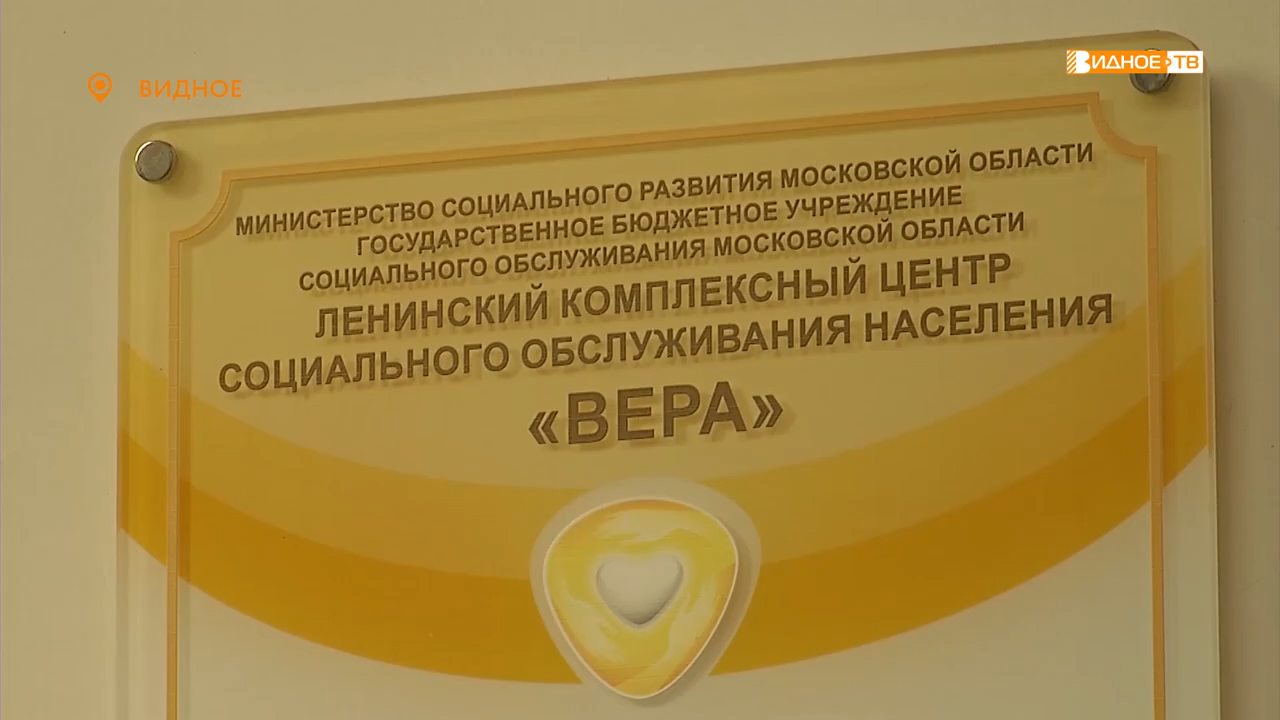 ВИДНОЕ
ВИДНОЕ ТВ
МИНИСТЕРСТВО СОЦИАЛЬНОГО РАЗВИТИЯ МОСКОВСКОЙ ОБЛАСТИ
ГОСУДАРСТВЕННОЕ БЮДЖЕТНОЕ УЧРЕЖДЕНИЕ
СОЦИАЛЬНОГО ОБСЛУЖИВАНИЯ МОСКОВСКОЙ ОБЛАСТИ
ЛЕНИНСКИЙ КОМПЛЕКСНЫЙ ЦЕНТР
СОЦИАЛЬНОГО ОБСЛУЖИВАНИЯ НАСЕЛЕНИЯ
«ВЕРА»